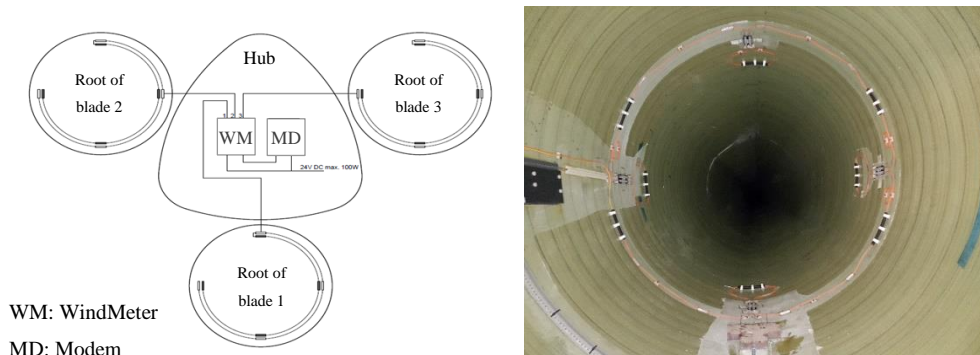 Hub
Root of
blade 2
Root of
blade 3
1 2 3
WM
MD
24V DC max. 100W
Root of
blade 1
WM: WindMeter
MD: Modem